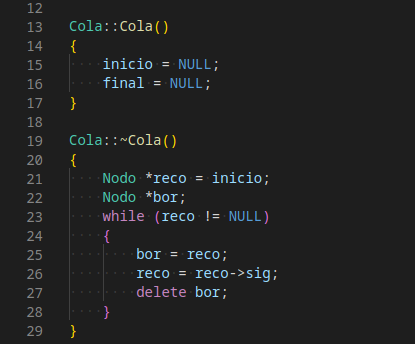 12
13 Cola::Cola()
14 {
15     inicio = NULL;
16     final = NULL;
17 }
18
19 Cola::~Cola()
20 {
21     Nodo *reco = inicio;
22     Nodo *bor;
23     while (reco != NULL)
24     {
25         bor = reco;
26         reco = reco->sig;
27         delete bor;
28     }
29 }